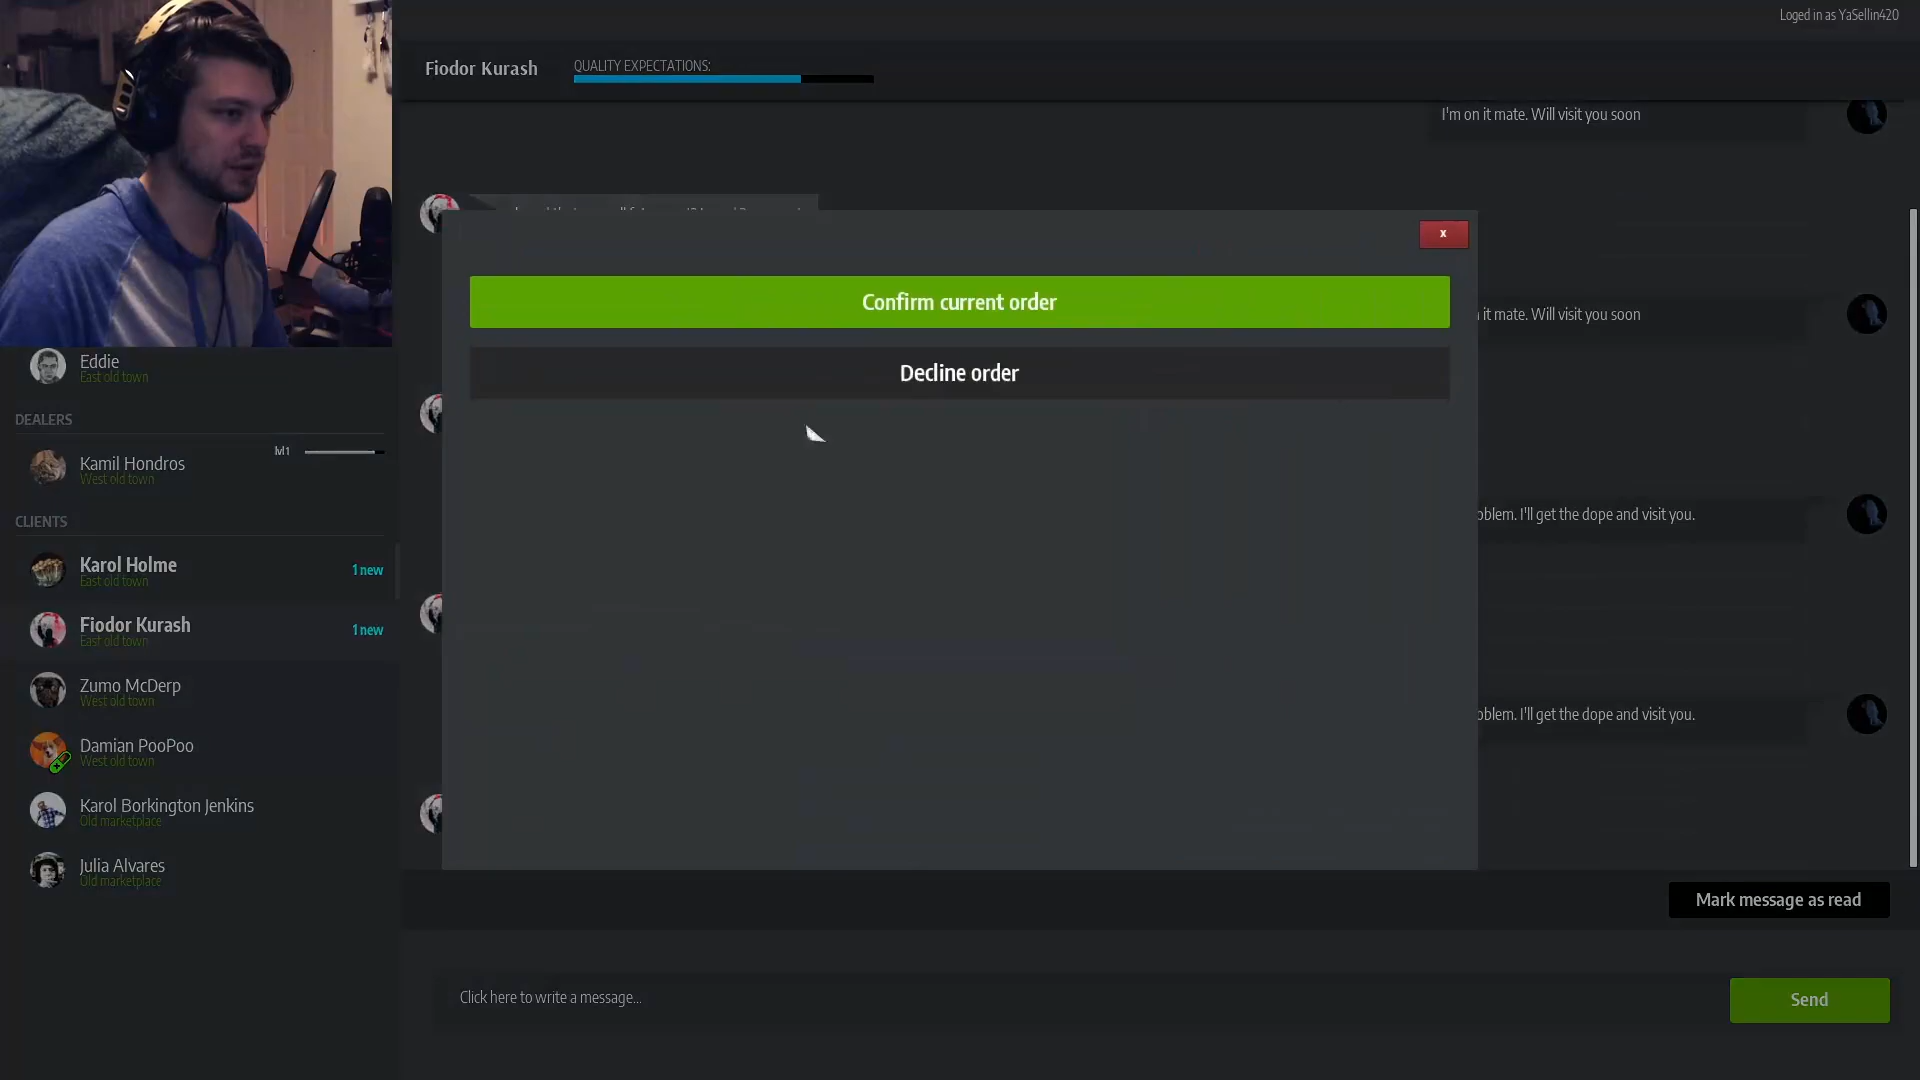 Loged in as YaSellin420
Fiodor Kurash
QUALITY EXPECTATIONS:
I'm on it mate. Will visit you soon
x
Confirm current order
it mate. Will visit you soon
Decline order
Eddie
East old town
DEALERS
lvl 1
Kamil Hondros
West old town
oblem. I'll get the dope and visit you.
CLIENTS
Karol Holme
East old town
1 new
Fiodor Kurash
East old town
1 new
Zumo McDerp
West old town
oblem. I'll get the dope and visit you.
Damian PooPoo
West old town
Karol Borkington Jenkins
Old marketplace
Julia Alvares
Old marketplace
Mark message as read
Click here to write a message...
Send